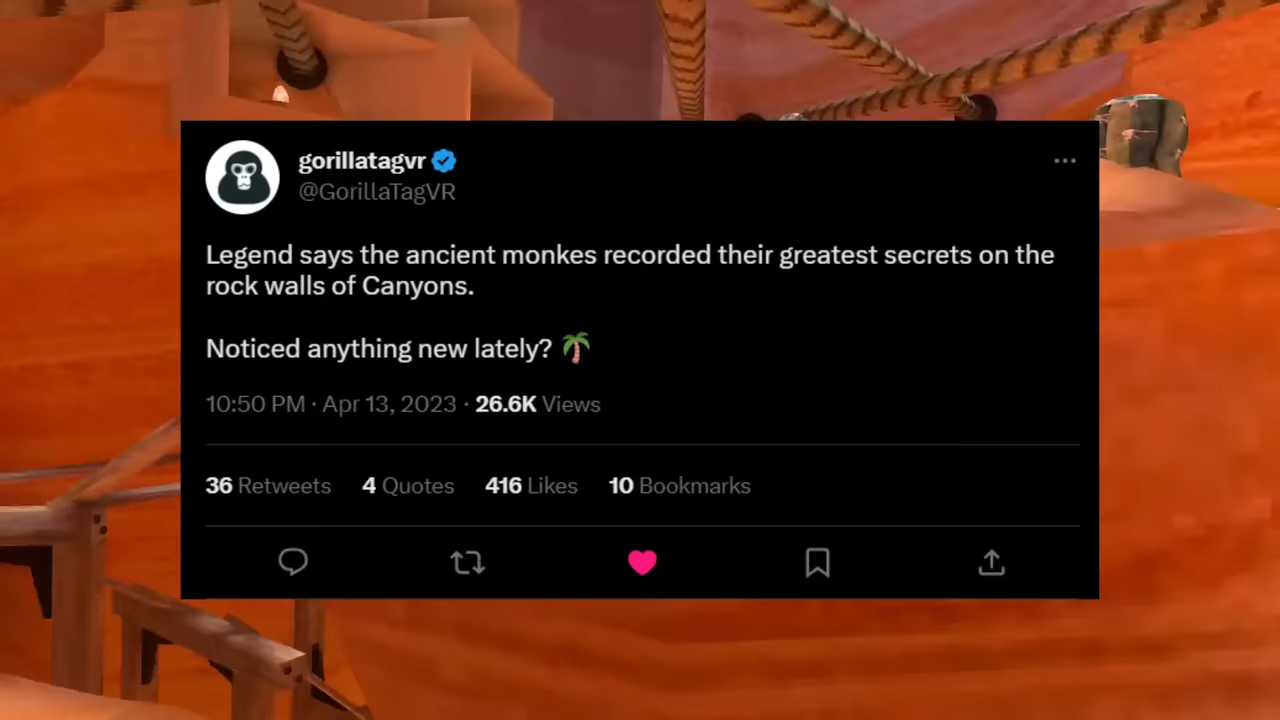 gorillatagvr
@GorillaTagVR
Legend says the ancient monkes recorded their greatest secrets on the
rock walls of Canyons.
Noticed anything new lately? 🌴
10:50 PM · Apr 13, 2023 · 26.6K Views
36 Retweets 4 Quotes 416 Likes 10 Bookmarks